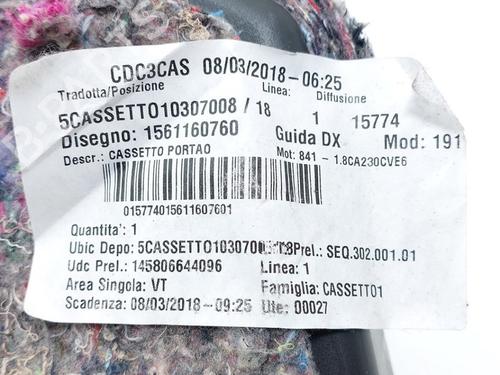 CDC3CAS 08/03/2018-06:25
Tradotta/Posizione Linea: Diffusione
5CASSETTO10307008 / 18 1 15774
Disegno: 1561160760 Guida DX Mod: 191
Descr.: CASSETTO PORTAO Mot: 841 - 1.8CA230CVE6
015774015611607601
Quantita': 1
Ubic Depo: 5CASSETTO1030700 Prel.: SEQ.302.001.01
Udc Prel.: 145806644096 Linea: 1
Area Singola: VT Famiglia: CASSETTO1
Scadenza: 08/03/2018-09:25 Ute: 00027